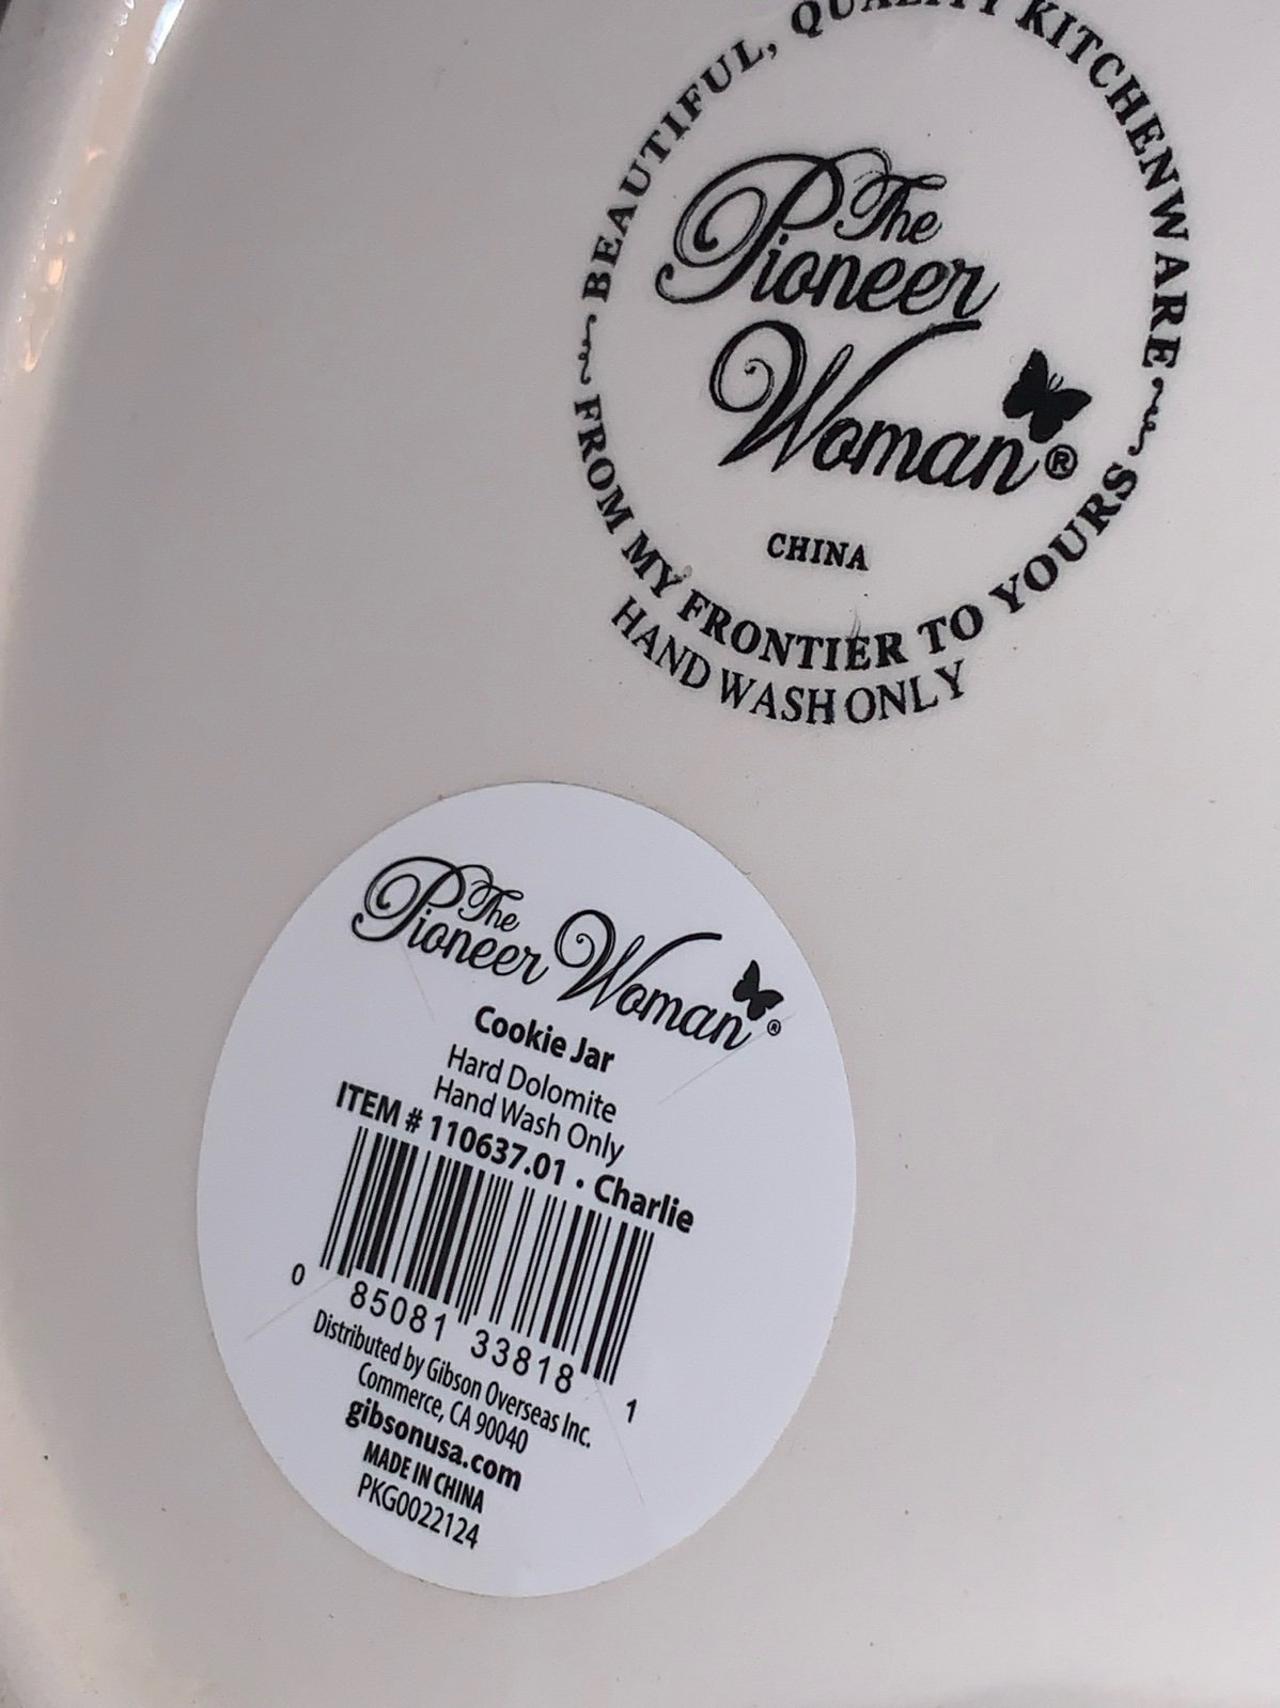 BEAUTIFUL, QUALITY KITCHENWARE
The
Pioneer
Woman®
CHINA
FROM MY FRONTIER TO YOURS
HAND WASH ONLY
The
Pioneer Woman®
Cookie Jar
Hard Dolomite
Hand Wash Only
ITEM # 110637.01 • Charlie
0 85081 33818 1
Distributed by Gibson Overseas Inc.
Commerce, CA 90040
gibsonusa.com
MADE IN CHINA
PKG0022124